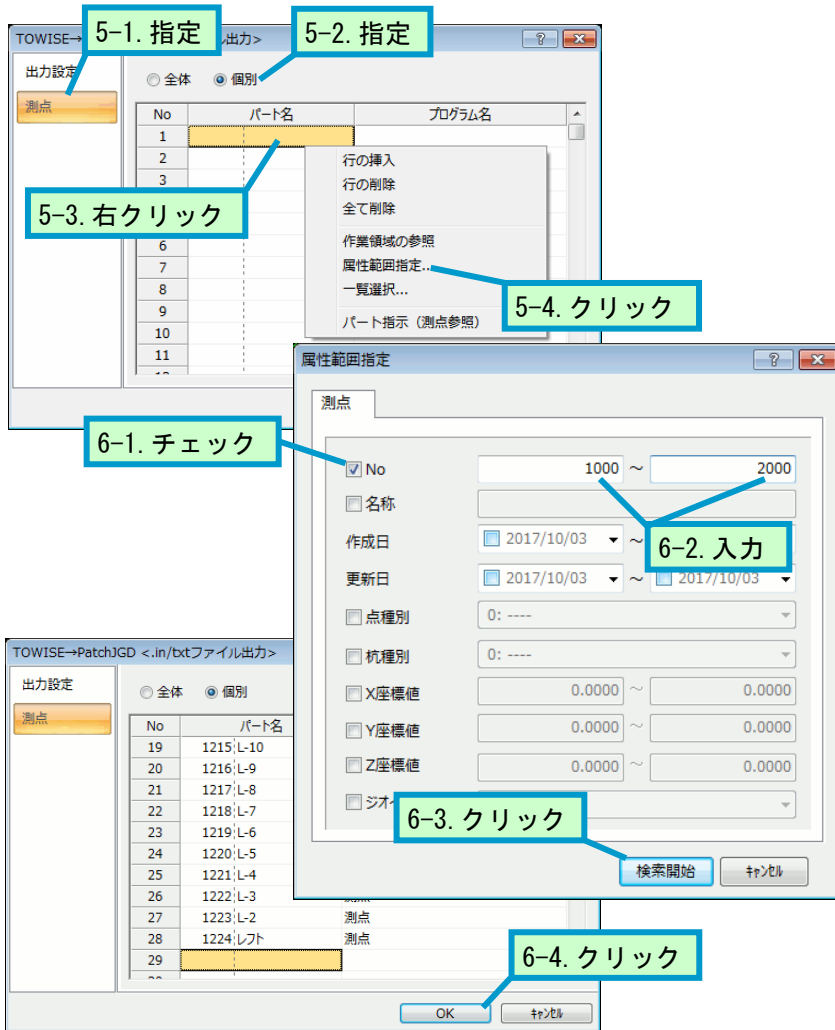 TOWISE→
ル出力>
5-1. 指定
5-2. 指定
出力設定
測点
全体
個別
No パート名 プログラム名
1
2
3
6
7
8
9
10
11
5-3. 右クリック
行の挿入
行の削除
全て削除
作業領域の参照
属性範囲指定...
一覧選択...
パート指示（測点参照）
5-4. クリック
属性範囲指定
測点
6-1. チェック
No 1000 ～ 2000
名称
6-2. 入力
作成日 2017/10/03 ～
更新日 2017/10/03 ～ 2017/10/03
点種別 0: ----
杭種別 0: ----
X座標値 0.0000 ～ 0.0000
Y座標値 0.0000 ～ 0.0000
Z座標値 0.0000 ～ 0.0000
ジオイ
6-3. クリック
検索開始 ｷｬﾝｾﾙ
TOWISE→PatchJGD <.in/txtファイル出力>
出力設定
測点
全体
個別
No パート名
19 1215 L-10
20 1216 L-9
21 1217 L-8
22 1218 L-7
23 1219 L-6
24 1220 L-5
25 1221 L-4
26 1222 L-3
27 1223 L-2 測点
28 1224 レフト 測点
29
6-4. クリック
OK ｷｬﾝｾﾙ